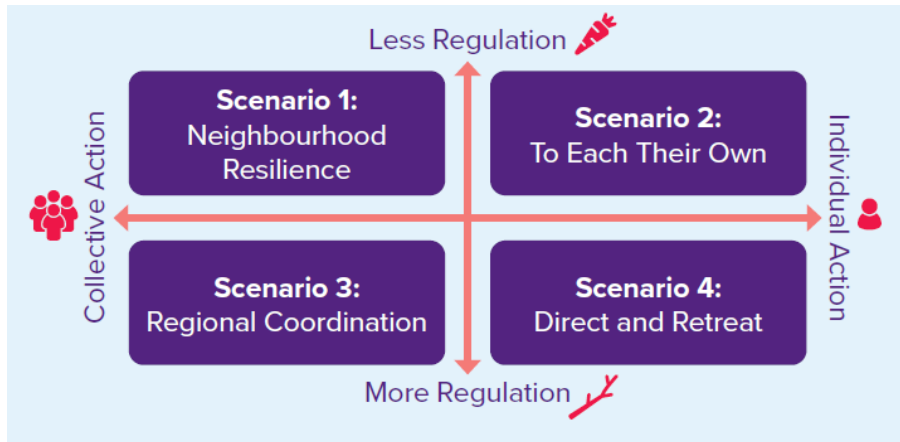 Less Regulation
Scenario 1:
Neighbourhood
Resilience
Scenario 2:
To Each Their Own
Collective Action
Individual Action
Scenario 3:
Regional Coordination
Scenario 4:
Direct and Retreat
More Regulation